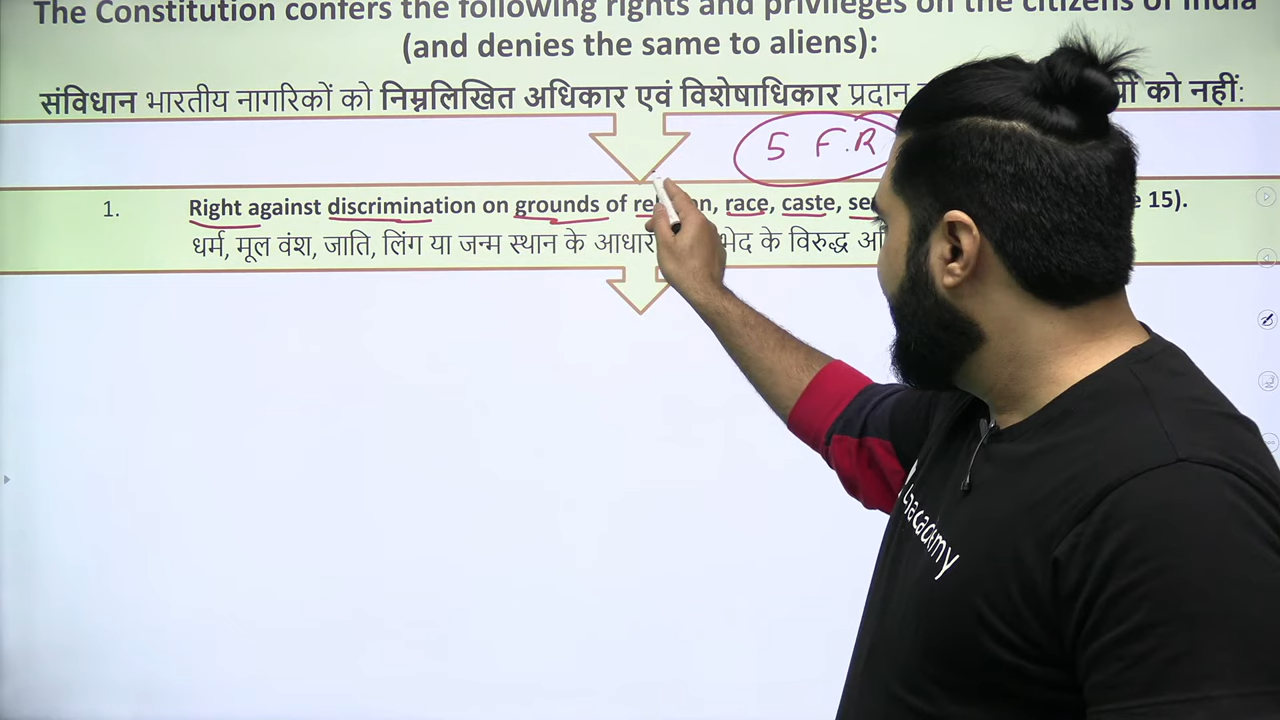 The Constitution confers the following rights and privileges on the citizens of India
(and denies the same to aliens):
संविधान भारतीय नागरिकों को निम्नलिखित अधिकार एवं विशेषाधिकार प्रदान को नहीं:
5 F.R
1. Right against discrimination on grounds of race, caste, 15).
धर्म, मूल वंश, जाति, लिंग या जन्म स्थान के आधार के विरुद्ध
unacademy